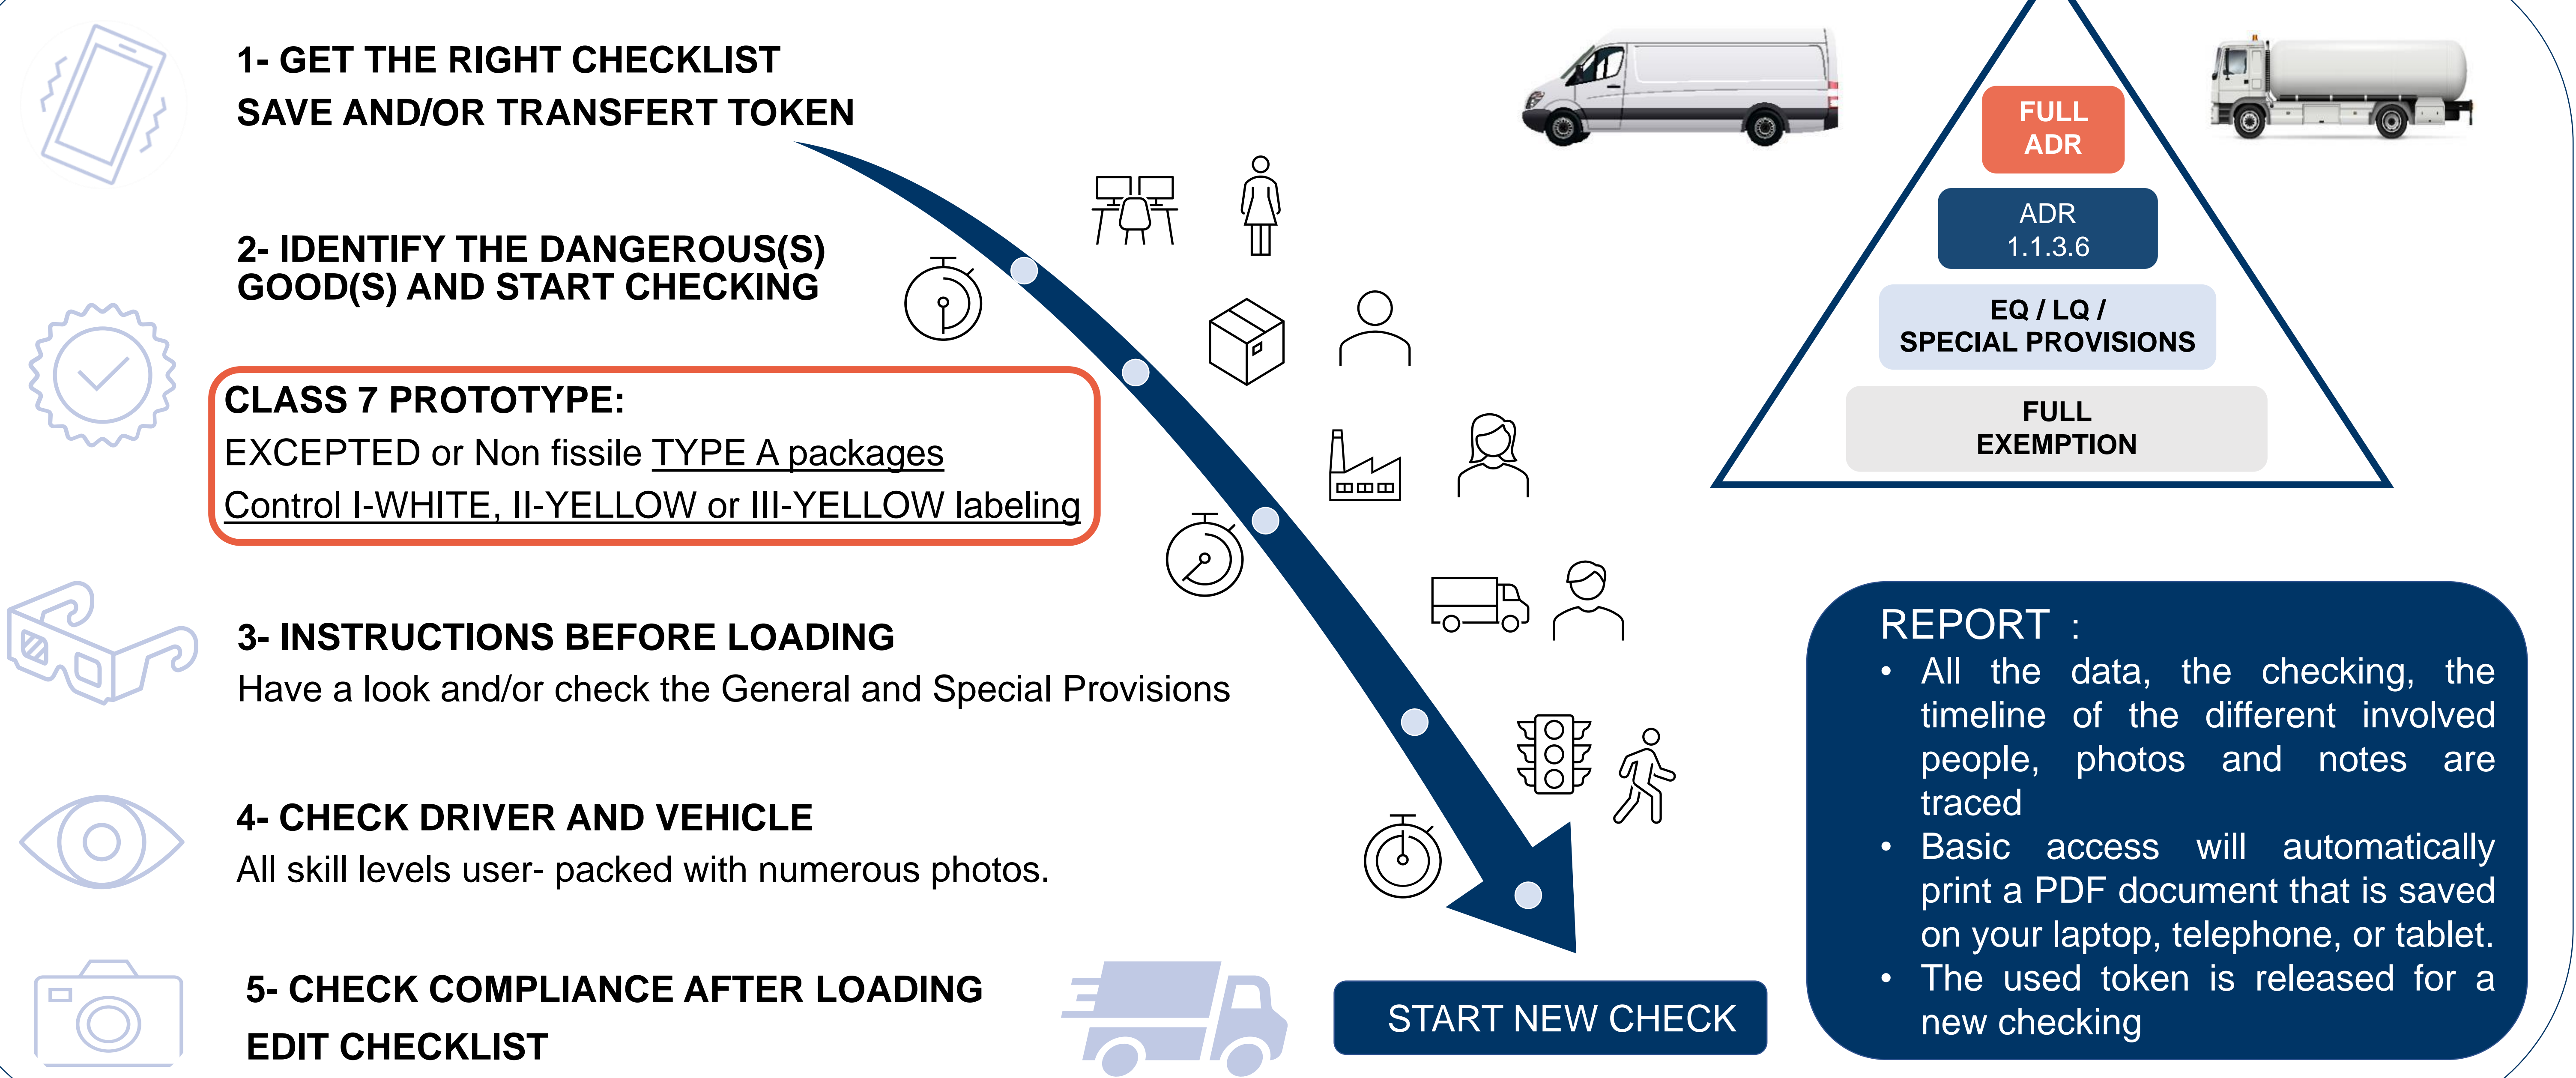 1- GET THE RIGHT CHECKLIST
SAVE AND/OR TRANSFERT TOKEN
2- IDENTIFY THE DANGEROUS(S)
GOOD(S) AND START CHECKING
CLASS 7 PROTOTYPE:
EXCEPTED or Non fissile TYPE A packages
Control I-WHITE, II-YELLOW or III-YELLOW labeling
3- INSTRUCTIONS BEFORE LOADING
Have a look and/or check the General and Special Provisions
4- CHECK DRIVER AND VEHICLE
All skill levels user- packed with numerous photos.
5- CHECK COMPLIANCE AFTER LOADING
EDIT CHECKLIST
START NEW CHECK
FULL
ADR
ADR
1.1.3.6
EQ / LQ /
SPECIAL PROVISIONS
FULL
EXEMPTION
REPORT :
• All the data, the checking, the
timeline of the different involved
people, photos and notes are
traced
• Basic access will automatically
print a PDF document that is saved
on your laptop, telephone, or tablet.
• The used token is released for a
new checking